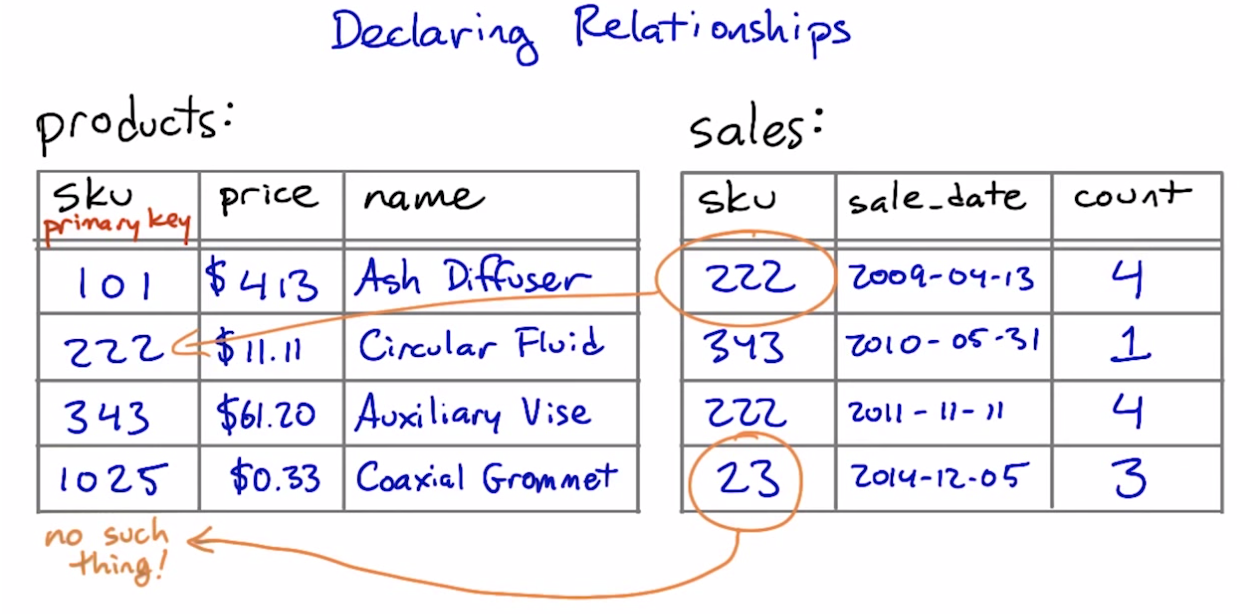 Declaring Relationships
products:
sales:
sku price name
primary key
101 $413 Ash Diffuser
222 $11.11 Circular Fluid
343 $61.20 Auxiliary Vise
1025 $0.33 Coaxial Grommet
no such
thing!
sku sale_date count
222 2009-04-13 4
343 2010-05-31 1
222 2011-11-11 4
23 2014-12-05 3